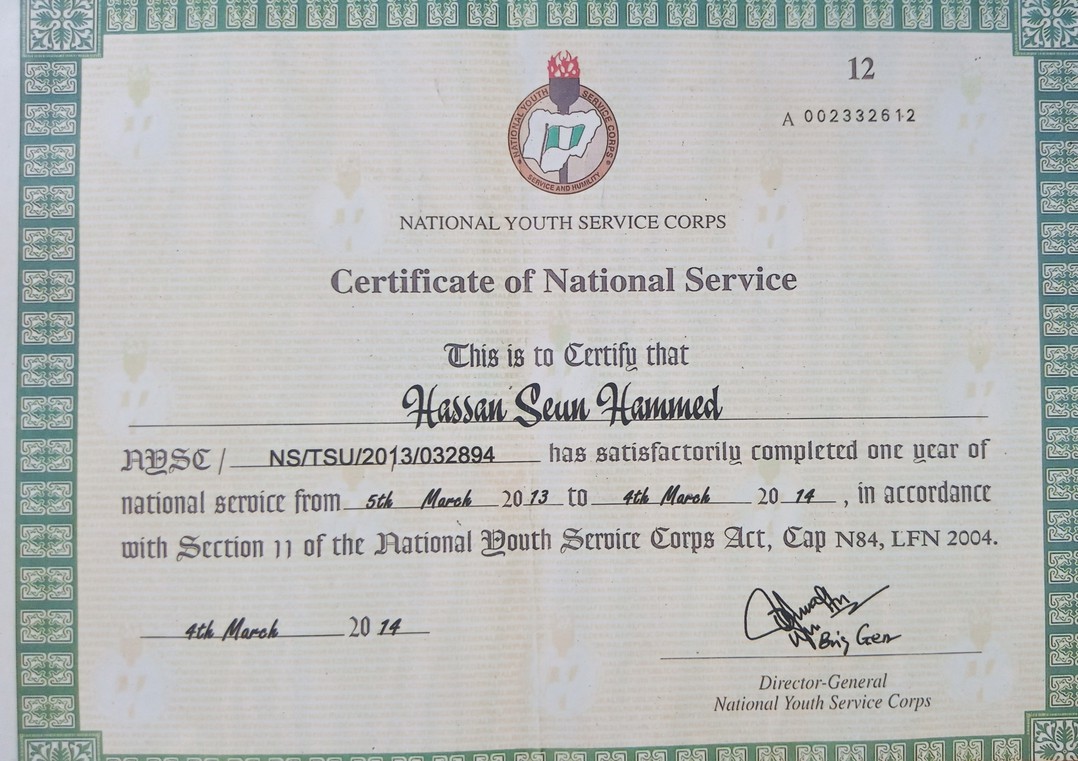 12
A 002332612
NATIONAL YOUTH SERVICE CORPS
SERVICE AND HUMILITY
NATIONAL YOUTH SERVICE CORPS
Certificate of National Service
This is to Certify that
Hassan Seun Hammed
NYSC / NS/TSU/2013/032894 has satisfactorily completed one year of
national service from 5th March 2013 to 4th March 2014, in accordance
with Section 11 of the National Youth Service Corps Act, Cap N84, LFN 2004.
4th March 2014
Brig Gen
Director-General
National Youth Service Corps